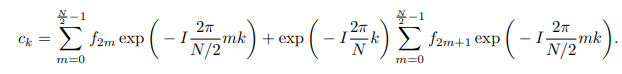 $c_k = \sum_{m=0}^{\frac{N}{2}-1} f_{2m} \exp\left(-I\frac{2\pi}{N/2}mk\right) + \exp\left(-I\frac{2\pi}{N}k\right) \sum_{m=0}^{\frac{N}{2}-1} f_{2m+1} \exp\left(-I\frac{2\pi}{N/2}mk\right).$